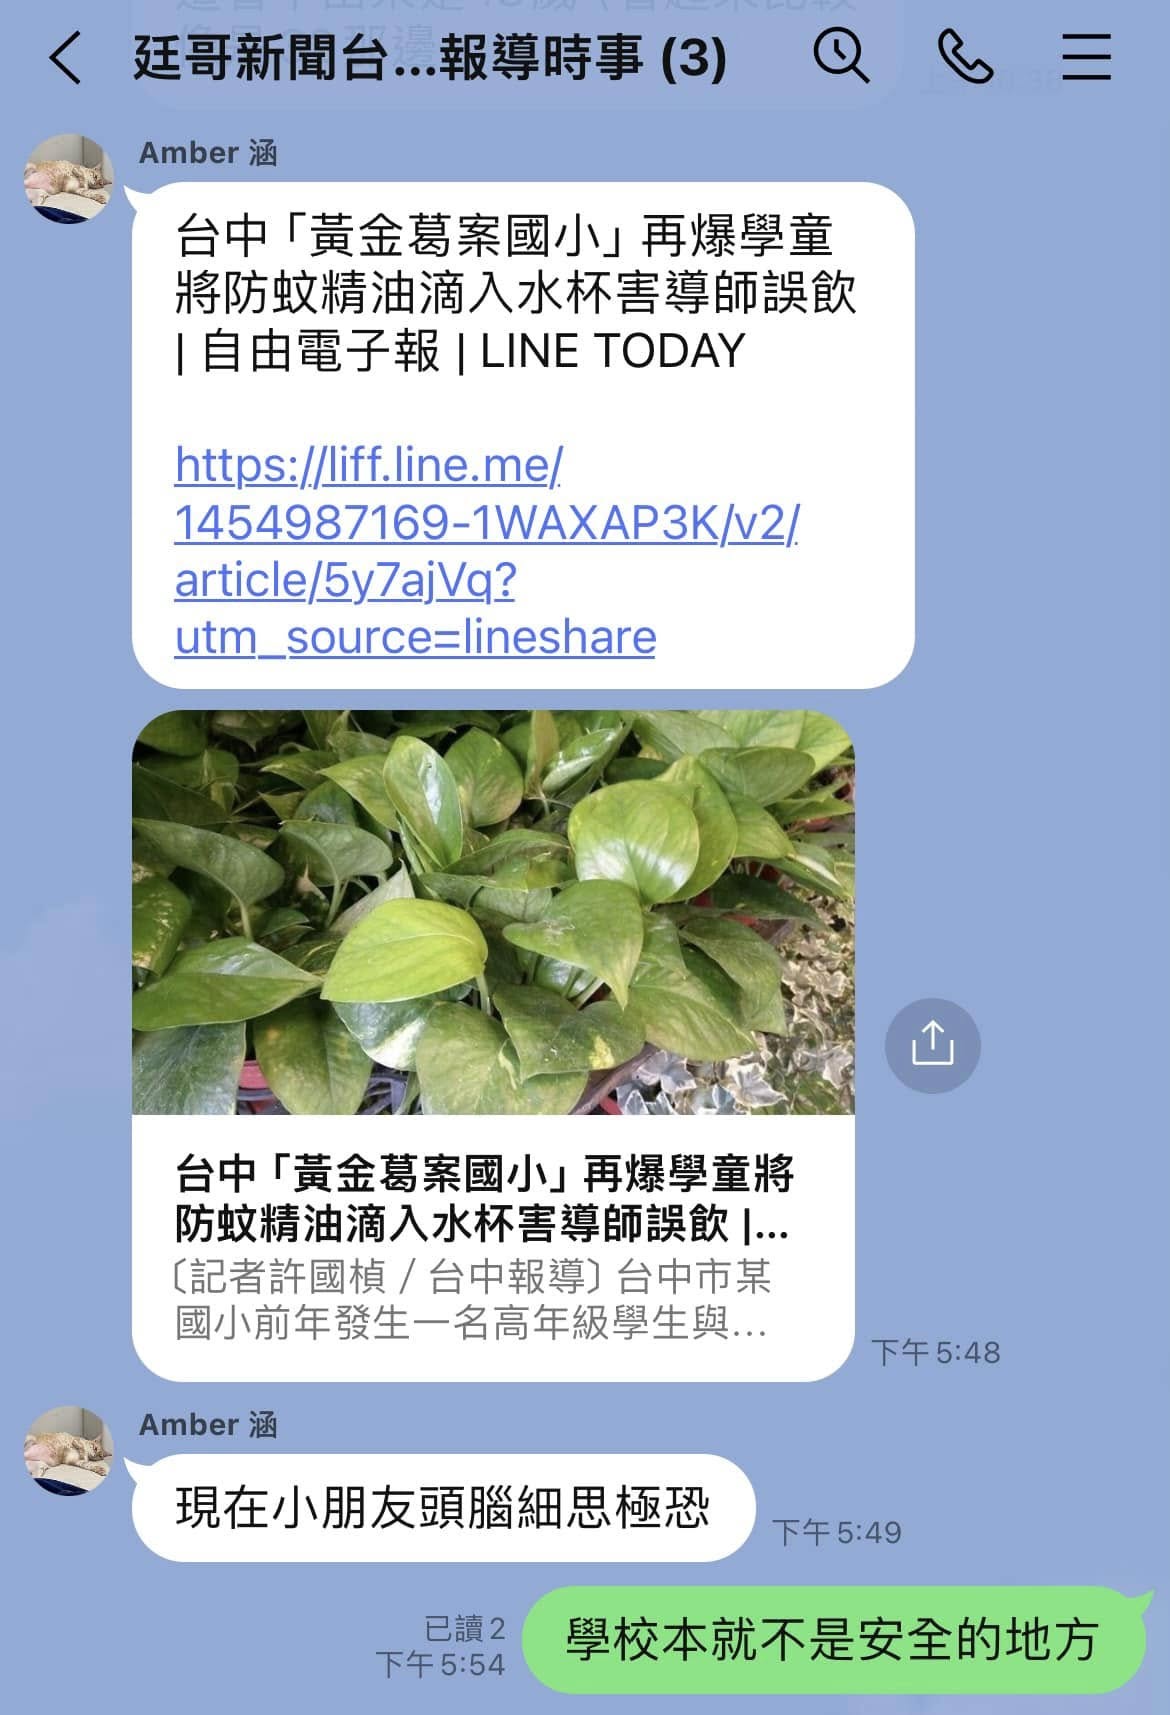 廷哥新聞台...報導時事 (3)
Amber 涵
台中「黃金葛案國小」再爆學童
將防蚊精油滴入水杯害導師誤飲
| 自由電子報 | LINE TODAY
https://liff.line.me/
1454987169-1WAXAP3K/v2/
article/5y7ajVq?
utm_source=lineshare
台中「黃金葛案國小」再爆學童將
防蚊精油滴入水杯害導師誤飲 |...
〔記者許國楨／台中報導〕台中市某
國小前年發生一名高年級學生與...
下午 5:48
Amber 涵
現在小朋友頭腦細思極恐
下午 5:49
已讀 2
下午 5:54
學校本就不是安全的地方